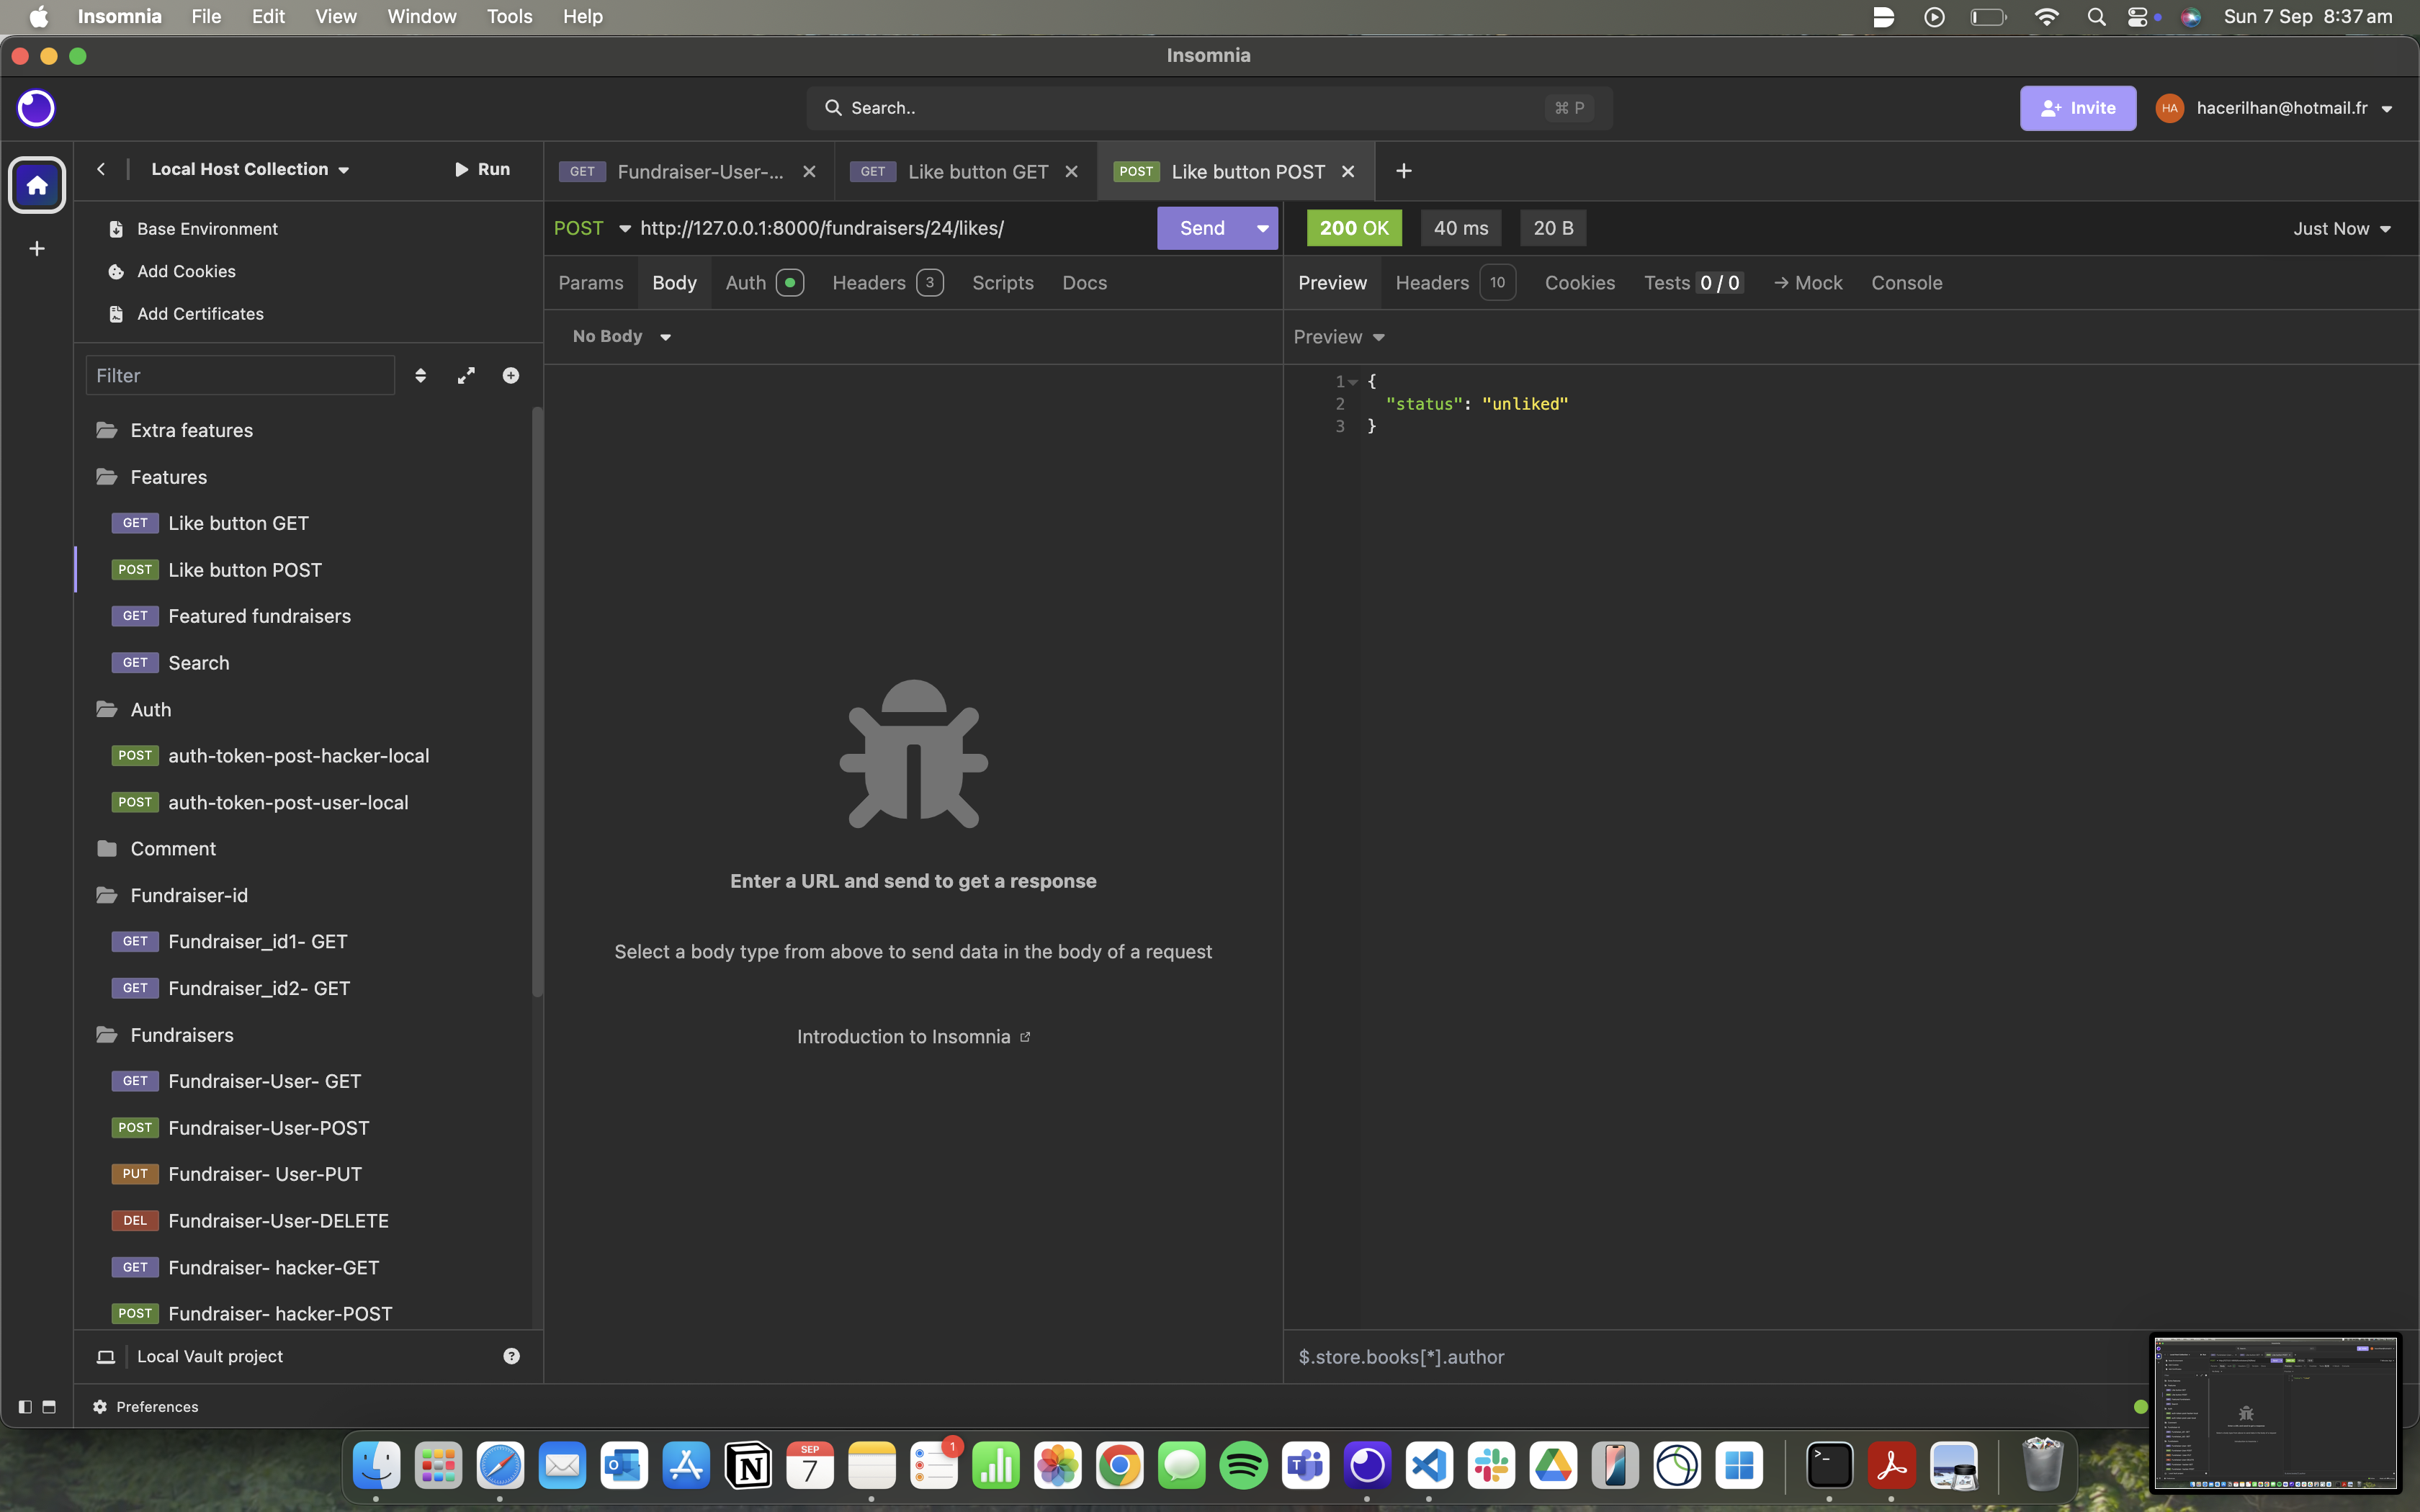 Insomnia File Edit View Window Tools Help Sun 7 Sep 8:37 am
Insomnia
Search.. ⌘ P Invite HA hacerilhan@hotmail.fr
Local Host Collection Run
GET Fundraiser-User-... GET Like button GET POST Like button POST
Base Environment
Add Cookies
Add Certificates
Filter
Extra features
Features
GET Like button GET
POST Like button POST
GET Featured fundraisers
GET Search
Auth
POST auth-token-post-hacker-local
POST auth-token-post-user-local
Comment
Fundraiser-id
GET Fundraiser_id1- GET
GET Fundraiser_id2- GET
Fundraisers
GET Fundraiser-User- GET
POST Fundraiser-User-POST
PUT Fundraiser- User-PUT
DEL Fundraiser-User-DELETE
GET Fundraiser- hacker-GET
POST Fundraiser- hacker-POST
Local Vault project
Preferences
POST http://127.0.0.1:8000/fundraisers/24/likes/ Send
Params Body Auth Headers 3 Scripts Docs
No Body
Enter a URL and send to get a response
Select a body type from above to send data in the body of a request
Introduction to Insomnia
200 OK 40 ms 20 B Just Now
Preview Headers 10 Cookies Tests 0 / 0 → Mock Console
Preview
1 {
2 "status": "unliked"
3 }
$.store.books[*].author
SEP
7
1